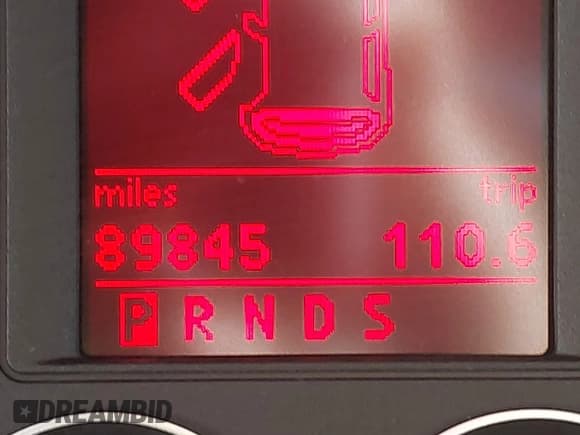 miles trip
89845 110.6
P R N D S
DREAMBID